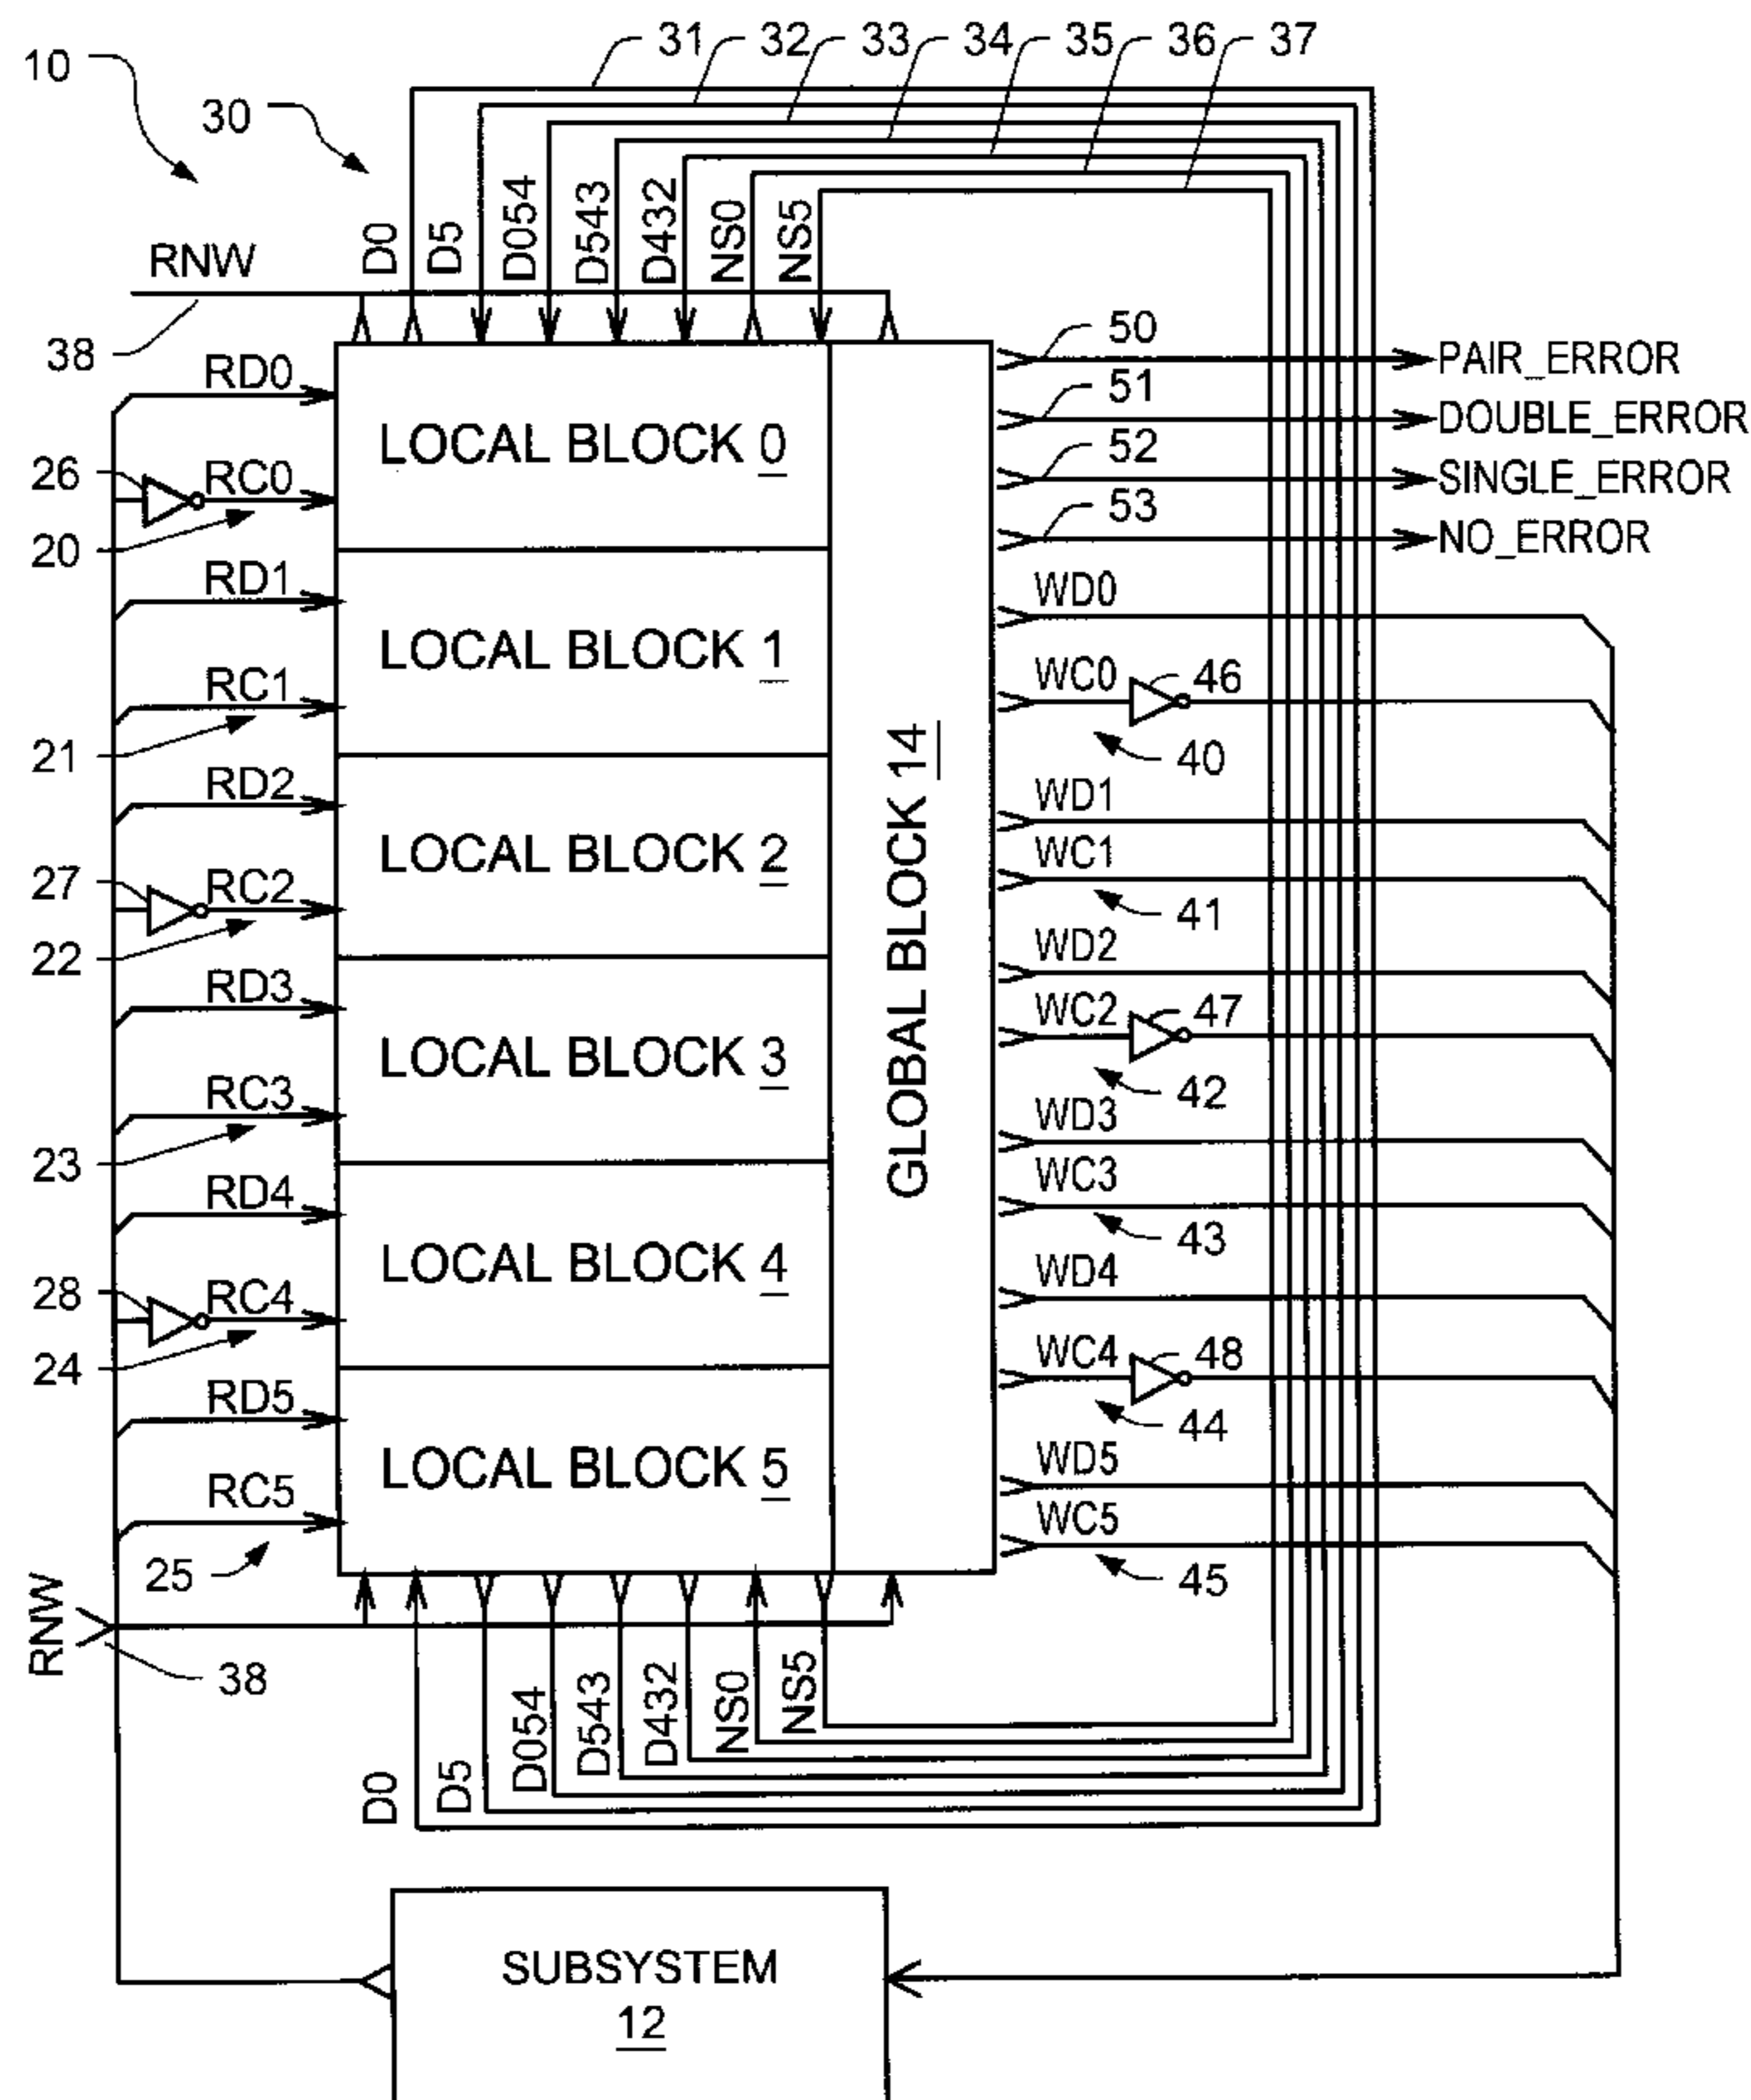 31 32 33 34 35 36 37
10
30
D0 D5 D054 D543 D432 NS0 NS5
RNW
38
50 PAIR_ERROR
RD0
51 DOUBLE_ERROR
LOCAL BLOCK 0
26 RC0
52 SINGLE_ERROR
20
53 NO_ERROR
RD1
WD0
LOCAL BLOCK 1
RC1
WC0 46
21
40
RD2
WD1
LOCAL BLOCK 2
WC1
27 RC2
41
22
WD2
RD3
WC2 47
LOCAL BLOCK 3
42
RC3
WD3
23
WC3
RD4
43
GLOBAL BLOCK 14
LOCAL BLOCK 4
WD4
28 RC4
WC4 48
24
44
RD5
WD5
LOCAL BLOCK 5
RC5
WC5
25
45
RNW
38
D0 D5 D054 D543 D432 NS0 NS5
SUBSYSTEM
12